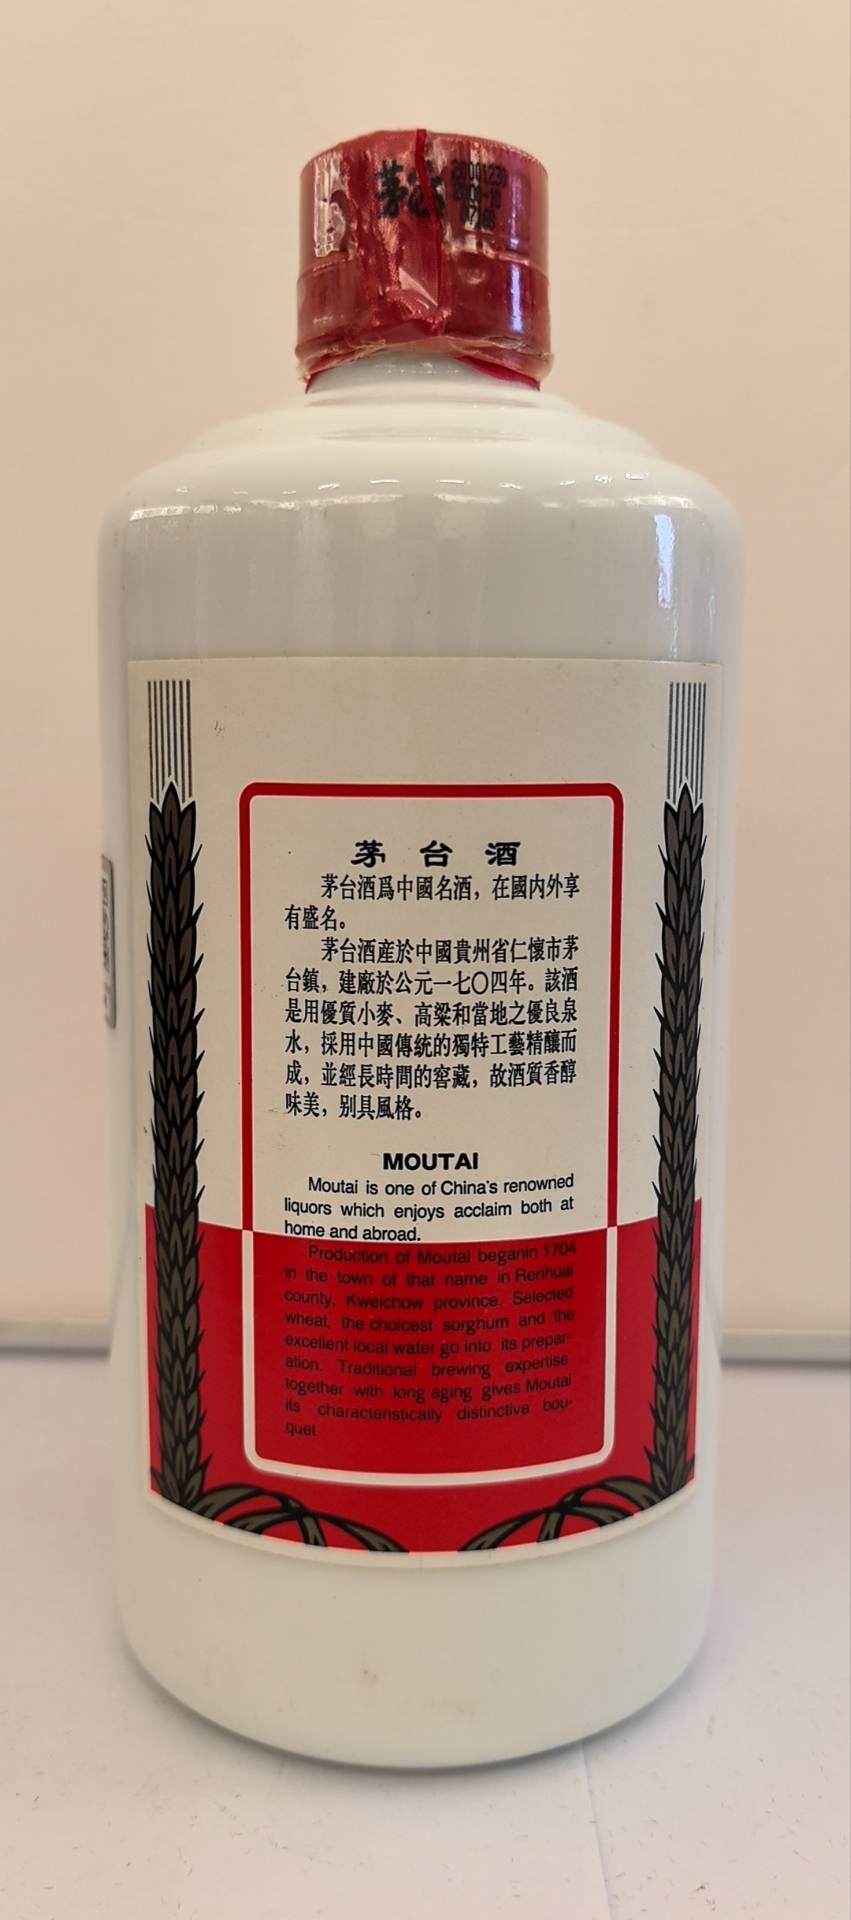 茅台
20001230
茅台酒
茅台酒爲中國名酒，在國内外享
有盛名。
茅台酒産於中國貴州省仁懷市茅
台鎮，建廠於公元一七〇四年。該酒
是用優質小麥、高粱和當地之優良泉
水，採用中國傳統的獨特工藝精釀而
成，並經長時間的窖藏，故酒質香醇
味美，别具風格。
MOUTAI
Moutai is one of China's renowned
liquors which enjoys acclaim both at
home and abroad.
Production of Moutai beganin 1704
in the town of that name in Renhuai
county, Kweichow province. Selected
wheat, the choicest sorghum and the
excellent local water go into its prepar-
ation. Traditional brewing expertise
together with long aging gives Moutai
its characteristically distinctive bou-
quet.